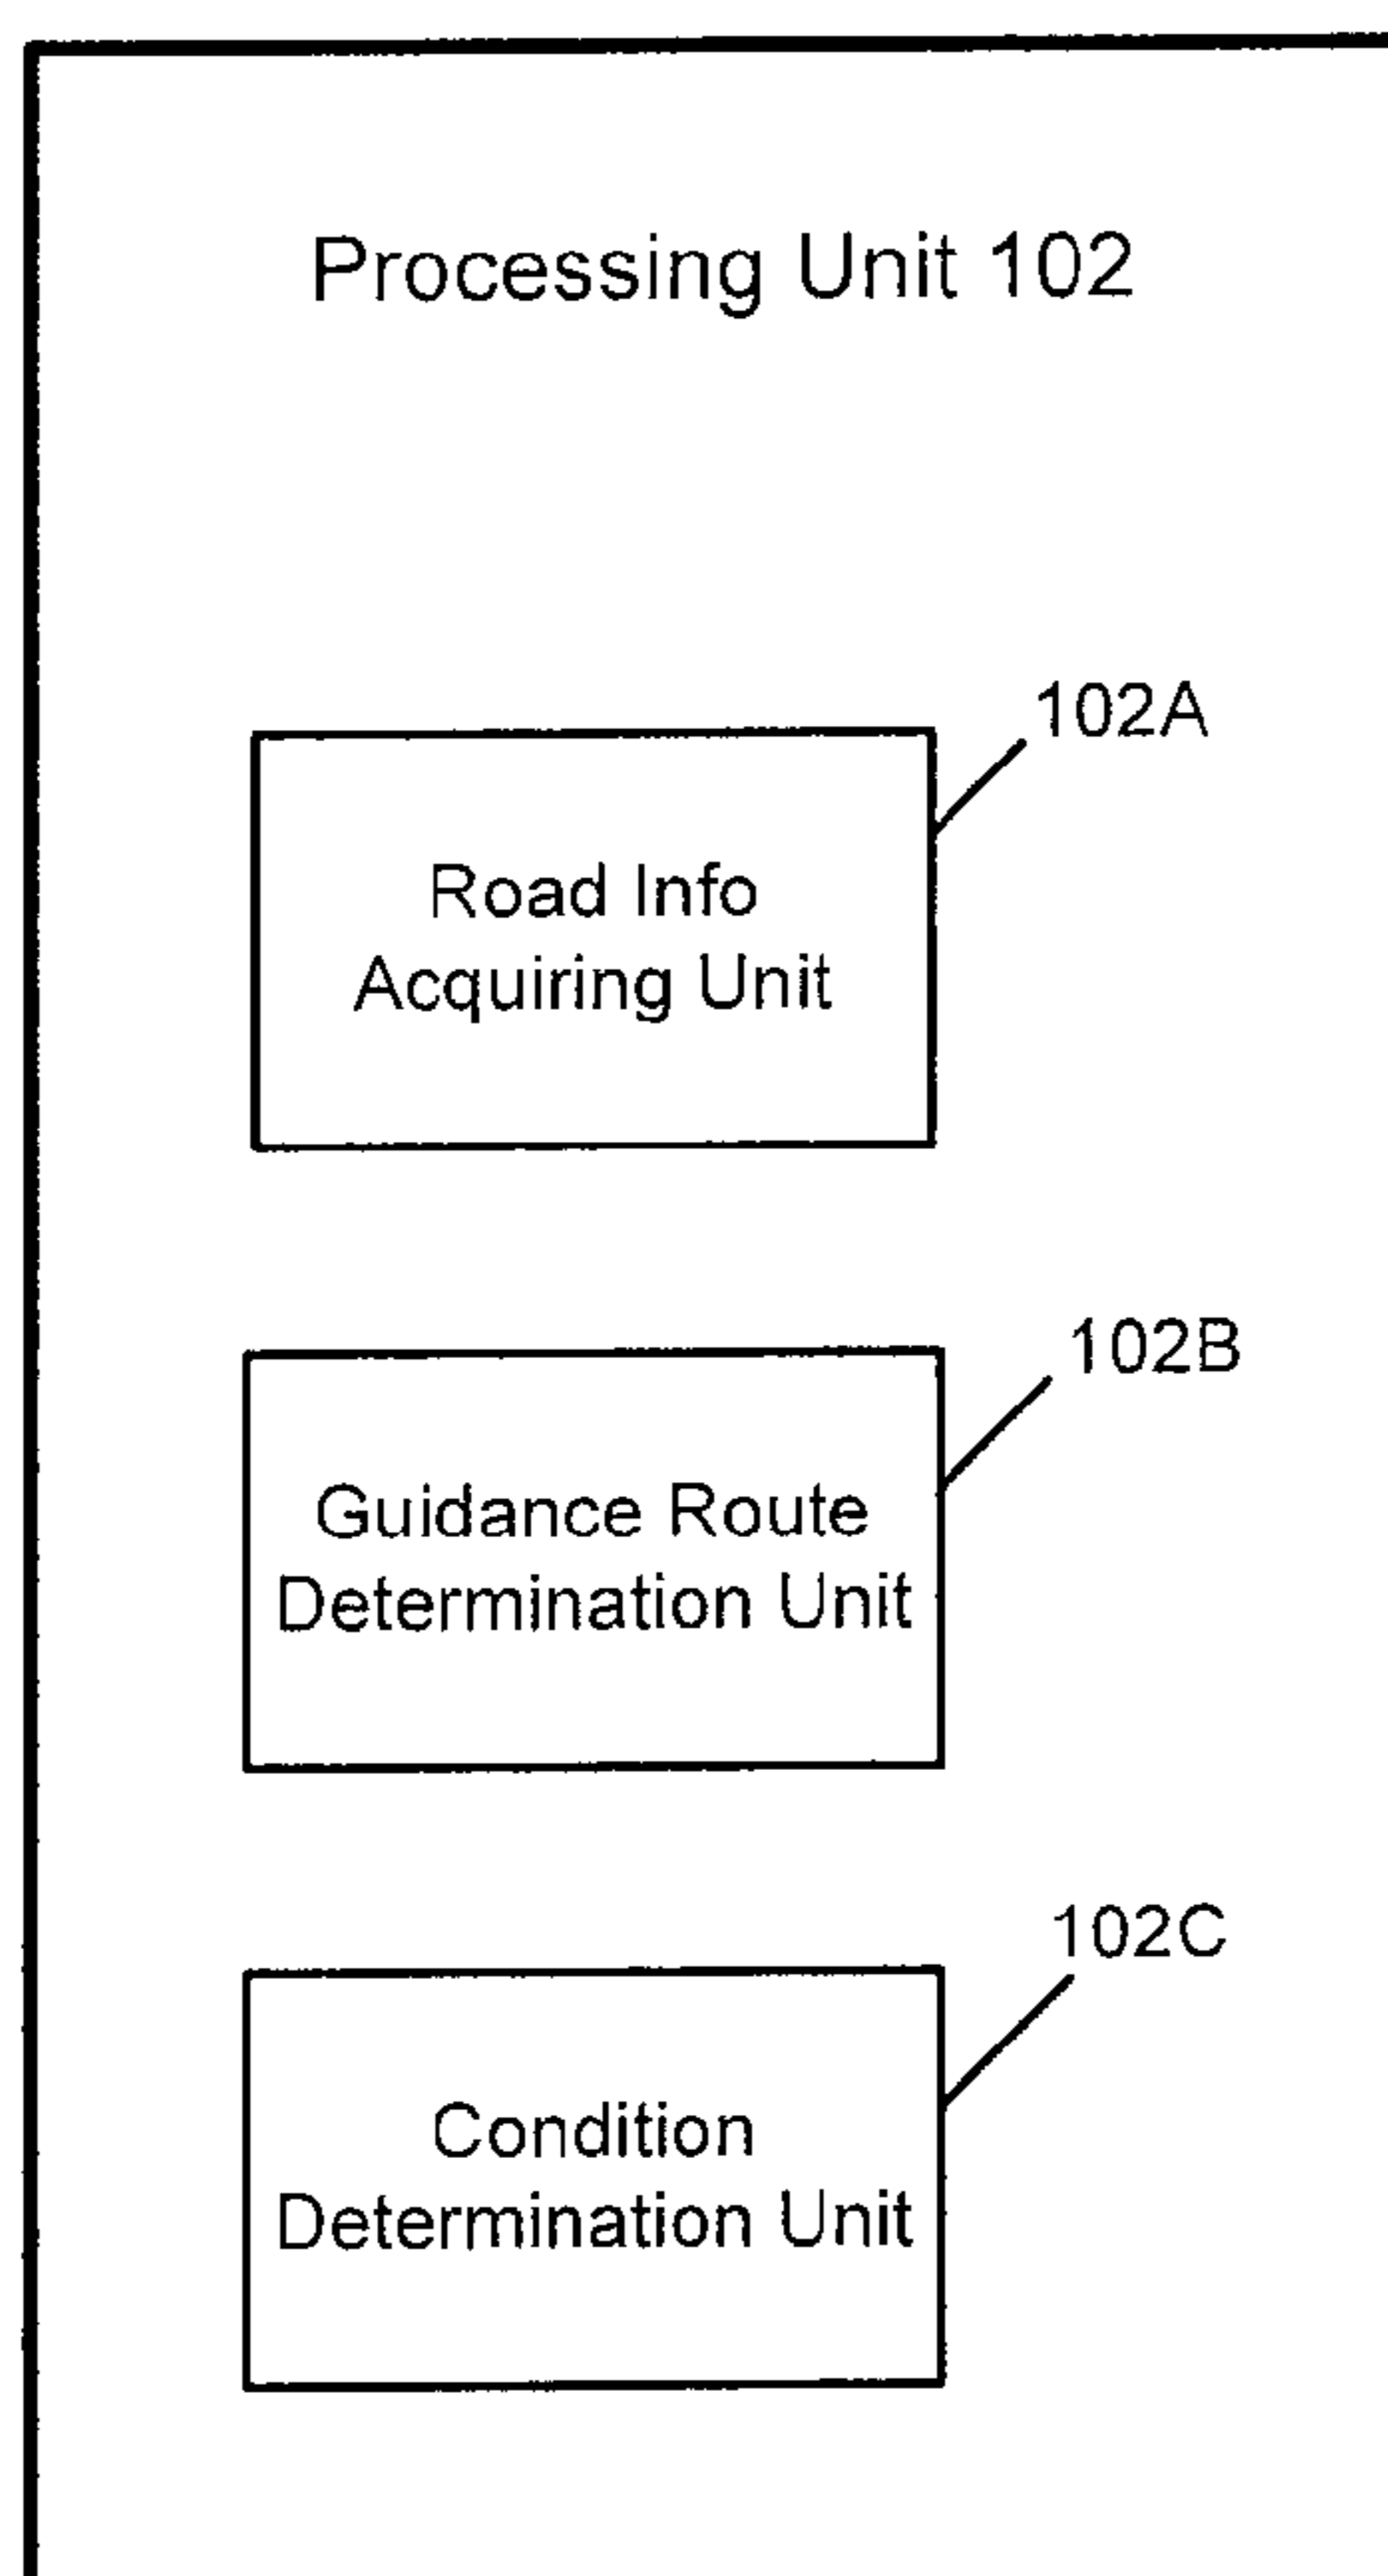 Processing Unit 102
102A
Road Info
Acquiring Unit
102B
Guidance Route
Determination Unit
102C
Condition
Determination Unit